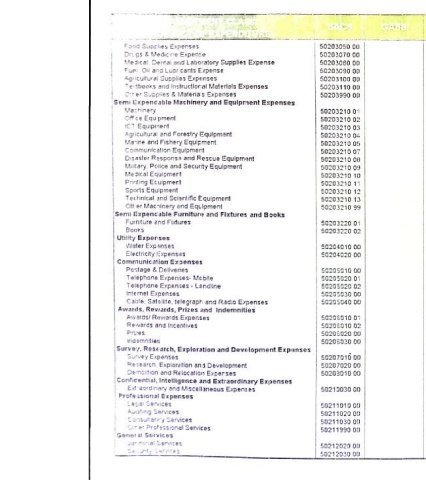 Food Supplies Expenses 50203050 00
Drugs & Medicine Expense 50203070 00
Medical, Dental and Laboratory Supplies Expense 50203080 00
Fuel, Oil and Lubricants Expense 50203090 00
Agricultural Supplies Expenses 50203100 00
Textbooks and Instructional Materials Expenses 50203110 00
Other Supplies & Materials Expenses 50203990 00
Semi Expendable Machinery and Equipment Expenses
Machinery 50203210 01
Office Equipment 50203210 02
ICT Equipment 50203210 03
Agricultural and Forestry Equipment 50203210 04
Marine and Fishery Equipment 50203210 05
Communication Equipment 50203210 07
Disaster Response and Rescue Equipment 50203210 08
Military, Police and Security Equipment 50203210 09
Medical Equipment 50203210 10
Printing Equipment 50203210 11
Sports Equipment 50203210 12
Technical and Scientific Equipment 50203210 13
Other Machinery and Equipment 50203210 99
Semi Expendable Furniture and Fixtures and Books
Furniture and Fixtures 50203220 01
Books 50203220 02
Utility Expenses
Water Expenses 50204010 00
Electricity Expenses 50204020 00
Communication Expenses
Postage & Deliveries 50205010 00
Telephone Expenses- Mobile 50205020 01
Telephone Expenses - Landline 50205020 02
Internet Expenses 50205030 00
Cable, Satellite, telegraph and Radio Expenses 50205040 00
Awards, Rewards, Prizes and Indemnities
Awards/ Rewards Expenses 50206010 01
Rewards and Incentives 50206010 02
Prizes 50206020 00
Indemnities 50206030 00
Survey, Research, Exploration and Development Expenses
Survey Expenses 50207010 00
Research, Exploration and Development 50207020 00
Demolition and Relocation Expenses 50208010 00
Confidential, Intelligence and Extraordinary Expenses
Extraordinary and Miscellaneous Expenses 50210030 00
Professional Expenses
Legal Services 50211010 00
Auditing Services 50211020 00
Consultancy Services 50211030 00
Other Professional Services 50211990 00
General Services
Janitorial Services 50212020 00
Security Services 50212030 00